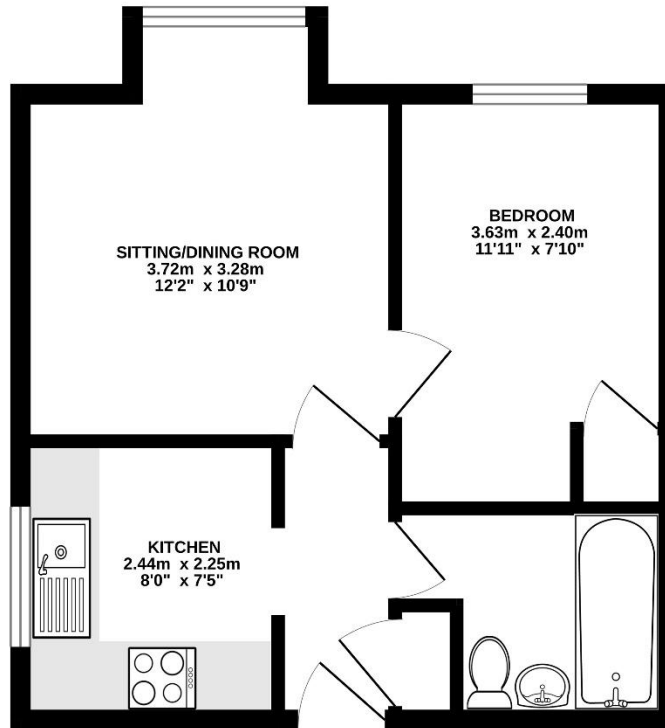 SITTING/DINING ROOM
3.72m x 3.28m
12'2" x 10'9"
BEDROOM
3.63m x 2.40m
11'11" x 7'10"
KITCHEN
2.44m x 2.25m
8'0" x 7'5"